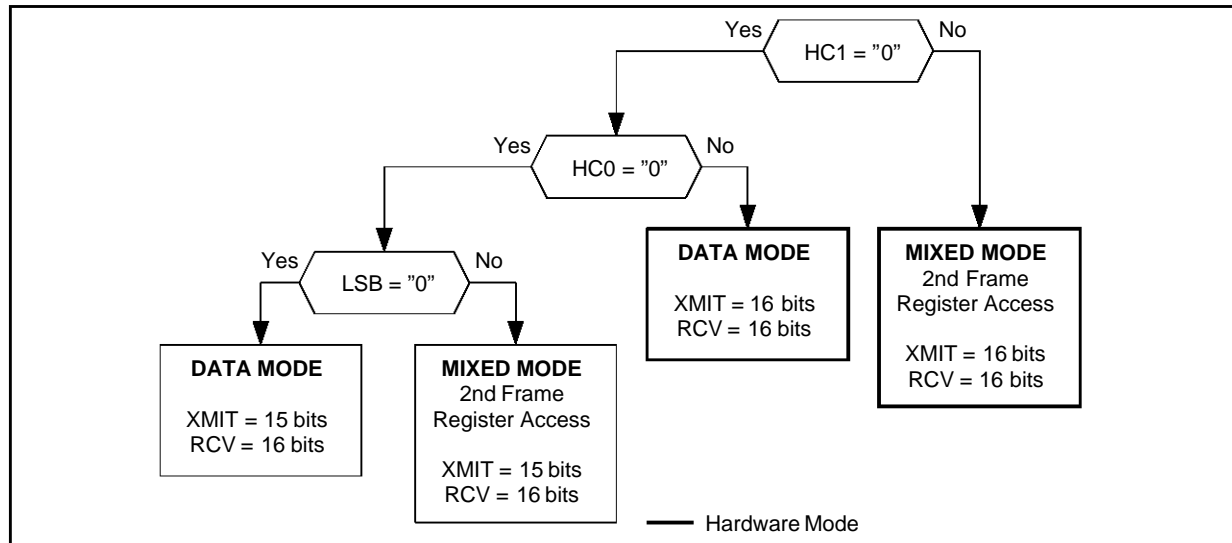 Yes
No
HC1 = ”0”
Yes
No
HC0 = ”0”
Yes
No
LSB = ”0”
DATA MODE
XMIT = 16 bits
RCV = 16 bits
MIXED MODE
2nd Frame
Register Access
XMIT = 16 bits
RCV = 16 bits
DATA MODE
XMIT = 15 bits
RCV = 16 bits
MIXED MODE
2nd Frame
Register Access
XMIT = 15 bits
RCV = 16 bits
Hardware Mode